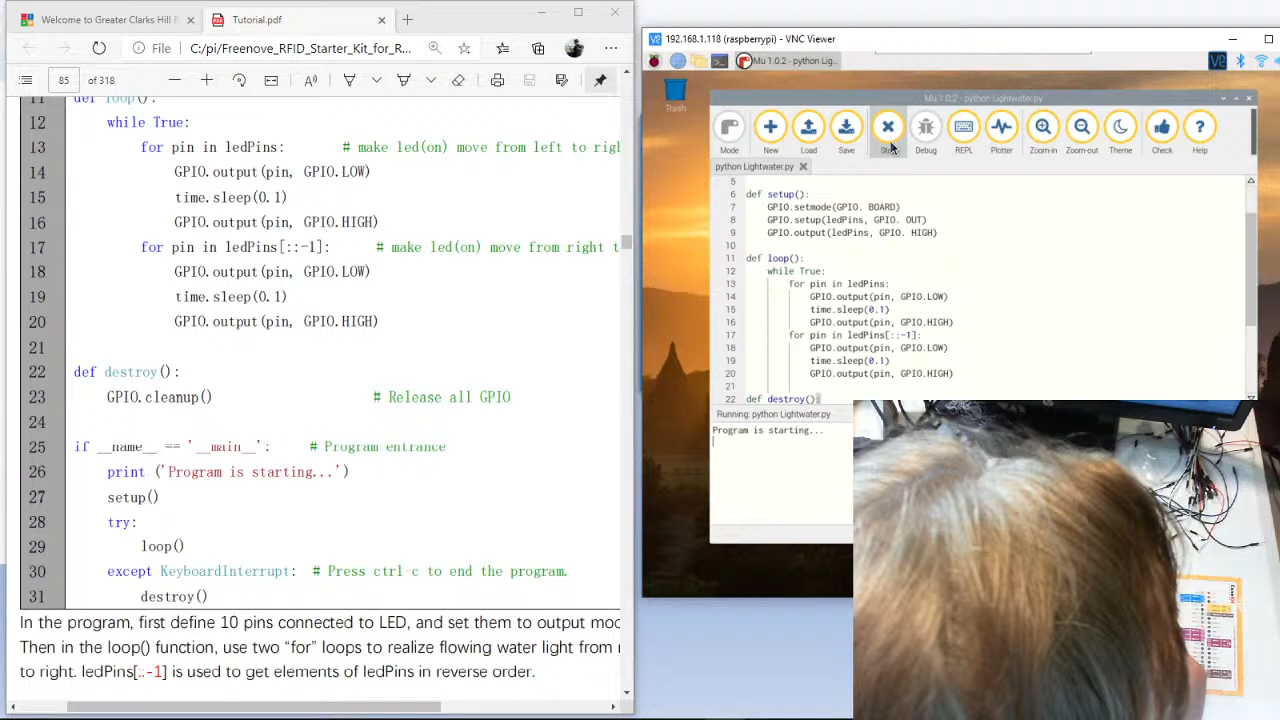 Welcome to Greater Clarks Hill
Tutorial.pdf
File
C:/pi/Freenove_RFID_Starter_Kit_for_R...
85 of 318
11 def loop():
12 while True:
13 for pin in ledPins: # make led(on) move from left to righ
14 GPIO.output(pin, GPIO.LOW)
15 time.sleep(0.1)
16 GPIO.output(pin, GPIO.HIGH)
17 for pin in ledPins[::-1]: # make led(on) move from right t
18 GPIO.output(pin, GPIO.LOW)
19 time.sleep(0.1)
20 GPIO.output(pin, GPIO.HIGH)
21
22 def destroy():
23 GPIO.cleanup() # Release all GPIO
24
25 if __name__ == '__main__': # Program entrance
26 print ('Program is starting...')
27 setup()
28 try:
29 loop()
30 except KeyboardInterrupt: # Press ctrl-c to end the program.
31 destroy()
In the program, first define 10 pins connected to LED, and set them to output mod
Then in the loop() function, use two “for” loops to realize flowing water light from r
to right. ledPins[::-1] is used to get elements of ledPins in reverse order.
192.168.1.118 (raspberrypi) - VNC Viewer
Mu 1.0.2 - python Lig...
Trash
Mu 1.0.2 - python Lightwater.py
Mode New Load Save Stop Debug REPL Plotter Zoom-in Zoom-out Theme Check Help
python Lightwater.py
5
6 def setup():
7 GPIO.setmode(GPIO. BOARD)
8 GPIO.setup(ledPins, GPIO. OUT)
9 GPIO.output(ledPins, GPIO. HIGH)
10
11 def loop():
12 while True:
13 for pin in ledPins:
14 GPIO.output(pin, GPIO.LOW)
15 time.sleep(0.1)
16 GPIO.output(pin, GPIO.HIGH)
17 for pin in ledPins[::-1]:
18 GPIO.output(pin, GPIO.LOW)
19 time.sleep(0.1)
20 GPIO.output(pin, GPIO.HIGH)
21
22 def destroy():
Running: python Lightwater.py
Program is starting...